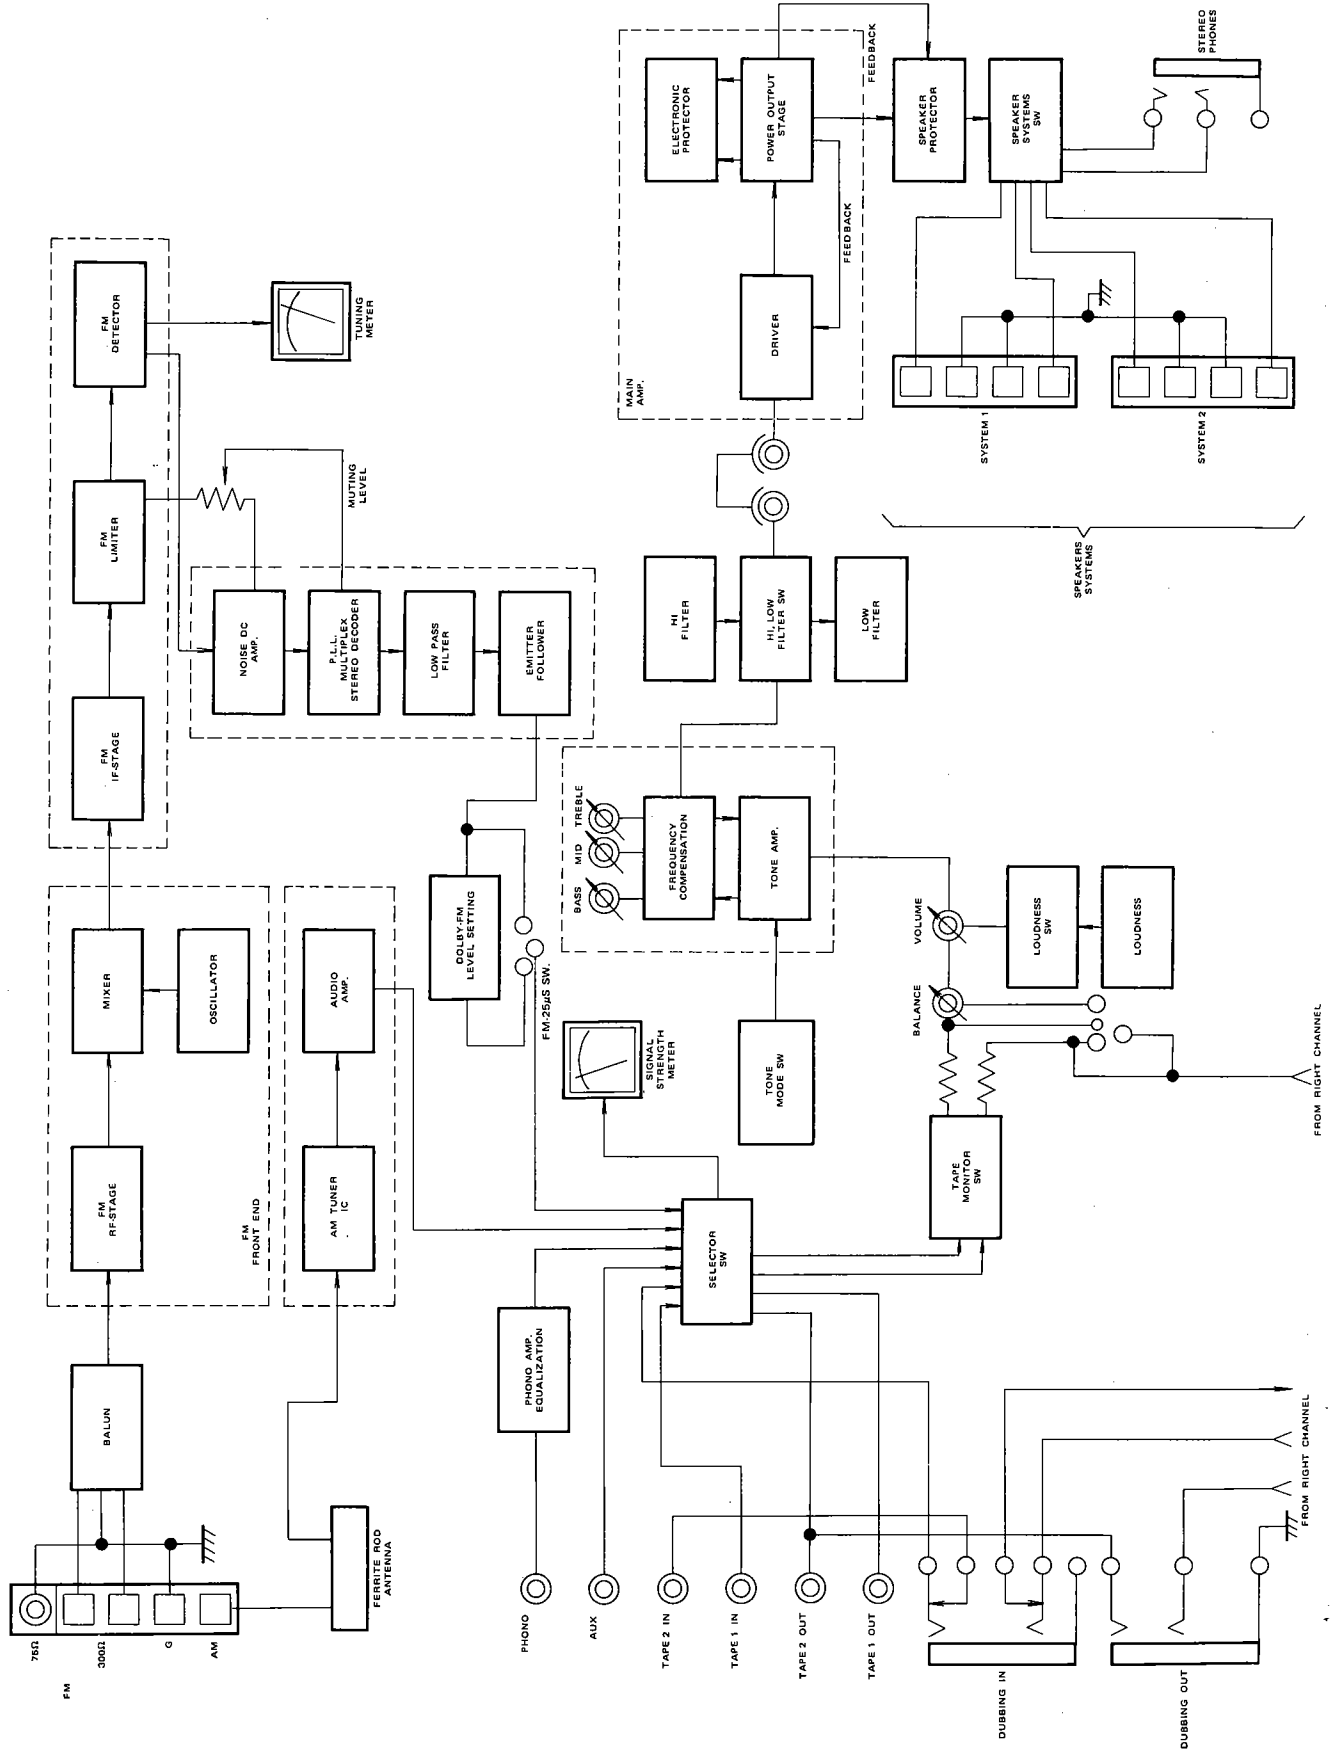 FM
75Ω
300Ω
G
AM
BALUN
FERRITE ROD
ANTENNA
FM
RF-STAGE
MIXER
OSCILLATOR
FM
FRONT END
AM TUNER
IC
AUDIO
AMP.
FM
IF-STAGE
FM
LIMITER
FM
DETECTOR
TUNING
METER
MUTING
LEVEL
NOISE DC
AMP.
P.L.L.
MULTIPLEX
STEREO DECODER
LOW PASS
FILTER
EMITTER
FOLLOWER
DOLBY-FM
LEVEL SETTING
FM-25µS SW.
SIGNAL
STRENGTH
METER
PHONO
AUX
TAPE 2 IN
TAPE 1 IN
TAPE 2 OUT
TAPE 1 OUT
DUBBING IN
DUBBING OUT
PHONO AMP.
EQUALIZATION
SELECTOR
SW
TAPE
MONITOR
SW
FROM RIGHT CHANNEL
FROM RIGHT CHANNEL
BALANCE
VOLUME
LOUDNESS
SW
LOUDNESS
TONE
MODE SW
TONE AMP.
FREQUENCY
COMPENSATION
BASS
MID
TREBLE
HI
FILTER
HI, LOW
FILTER SW
LOW
FILTER
MAIN
AMP.
DRIVER
FEEDBACK
POWER OUTPUT
STAGE
ELECTRONIC
PROTECTOR
FEEDBACK
SPEAKER
PROTECTOR
SPEAKER
SYSTEMS
SW
STEREO
PHONES
SYSTEM 1
SYSTEM 2
SPEAKERS
SYSTEMS